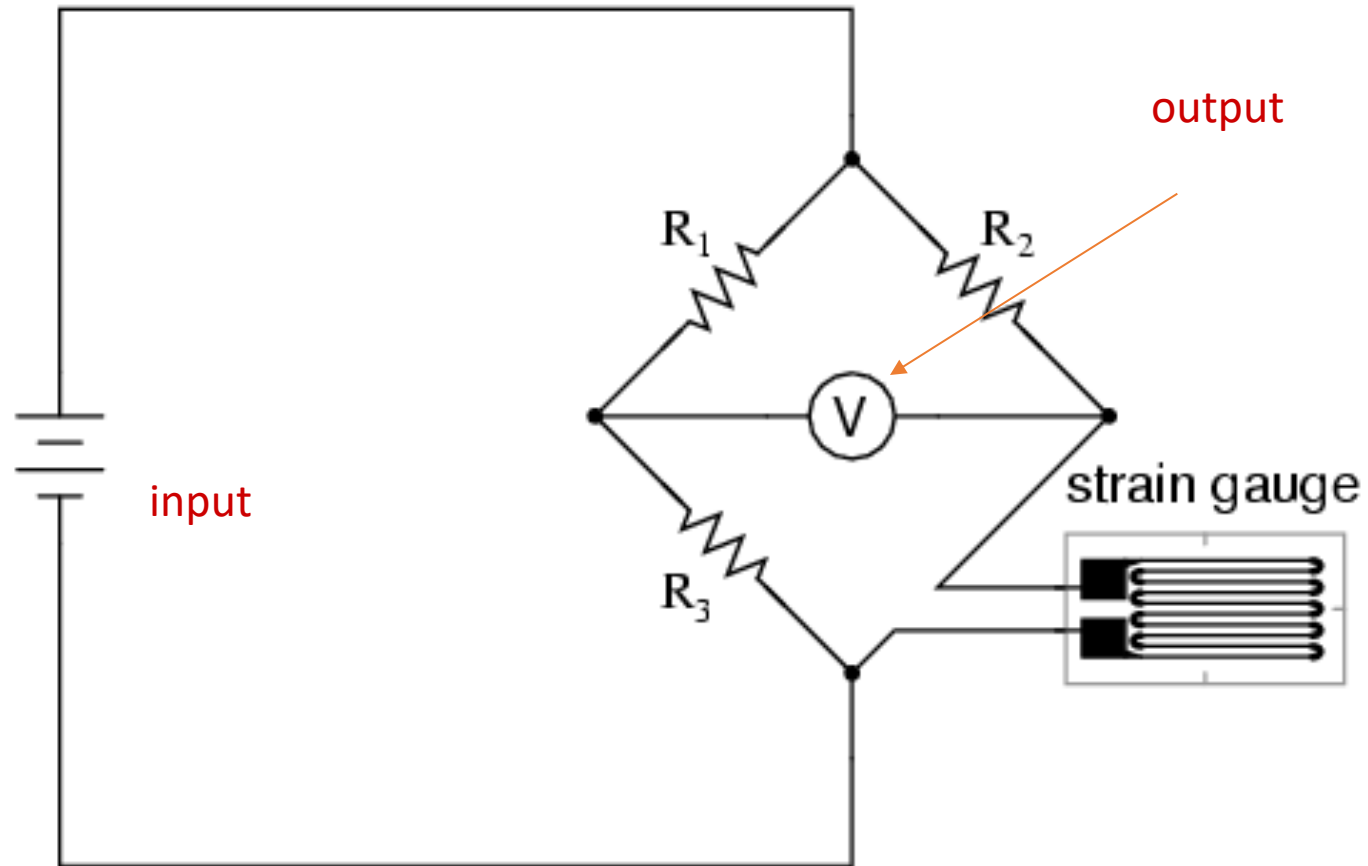 output
R₁
R₂
V
strain gauge
input
R₃